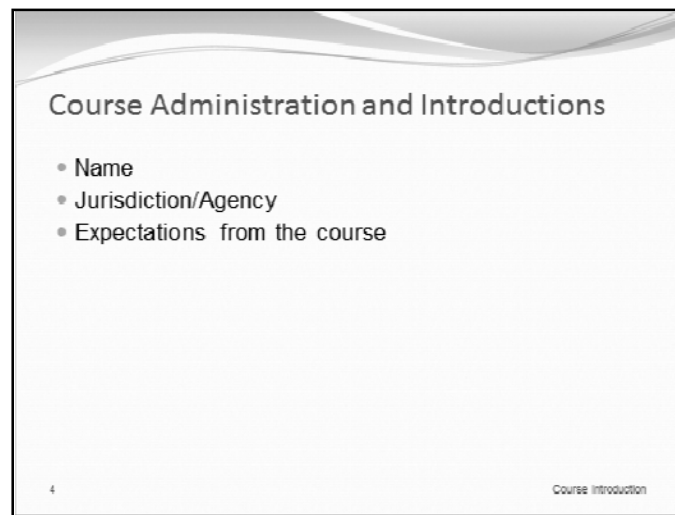 Course Administration and Introductions
• Name
• Jurisdiction/Agency
• Expectations from the course
4
Course Introduction